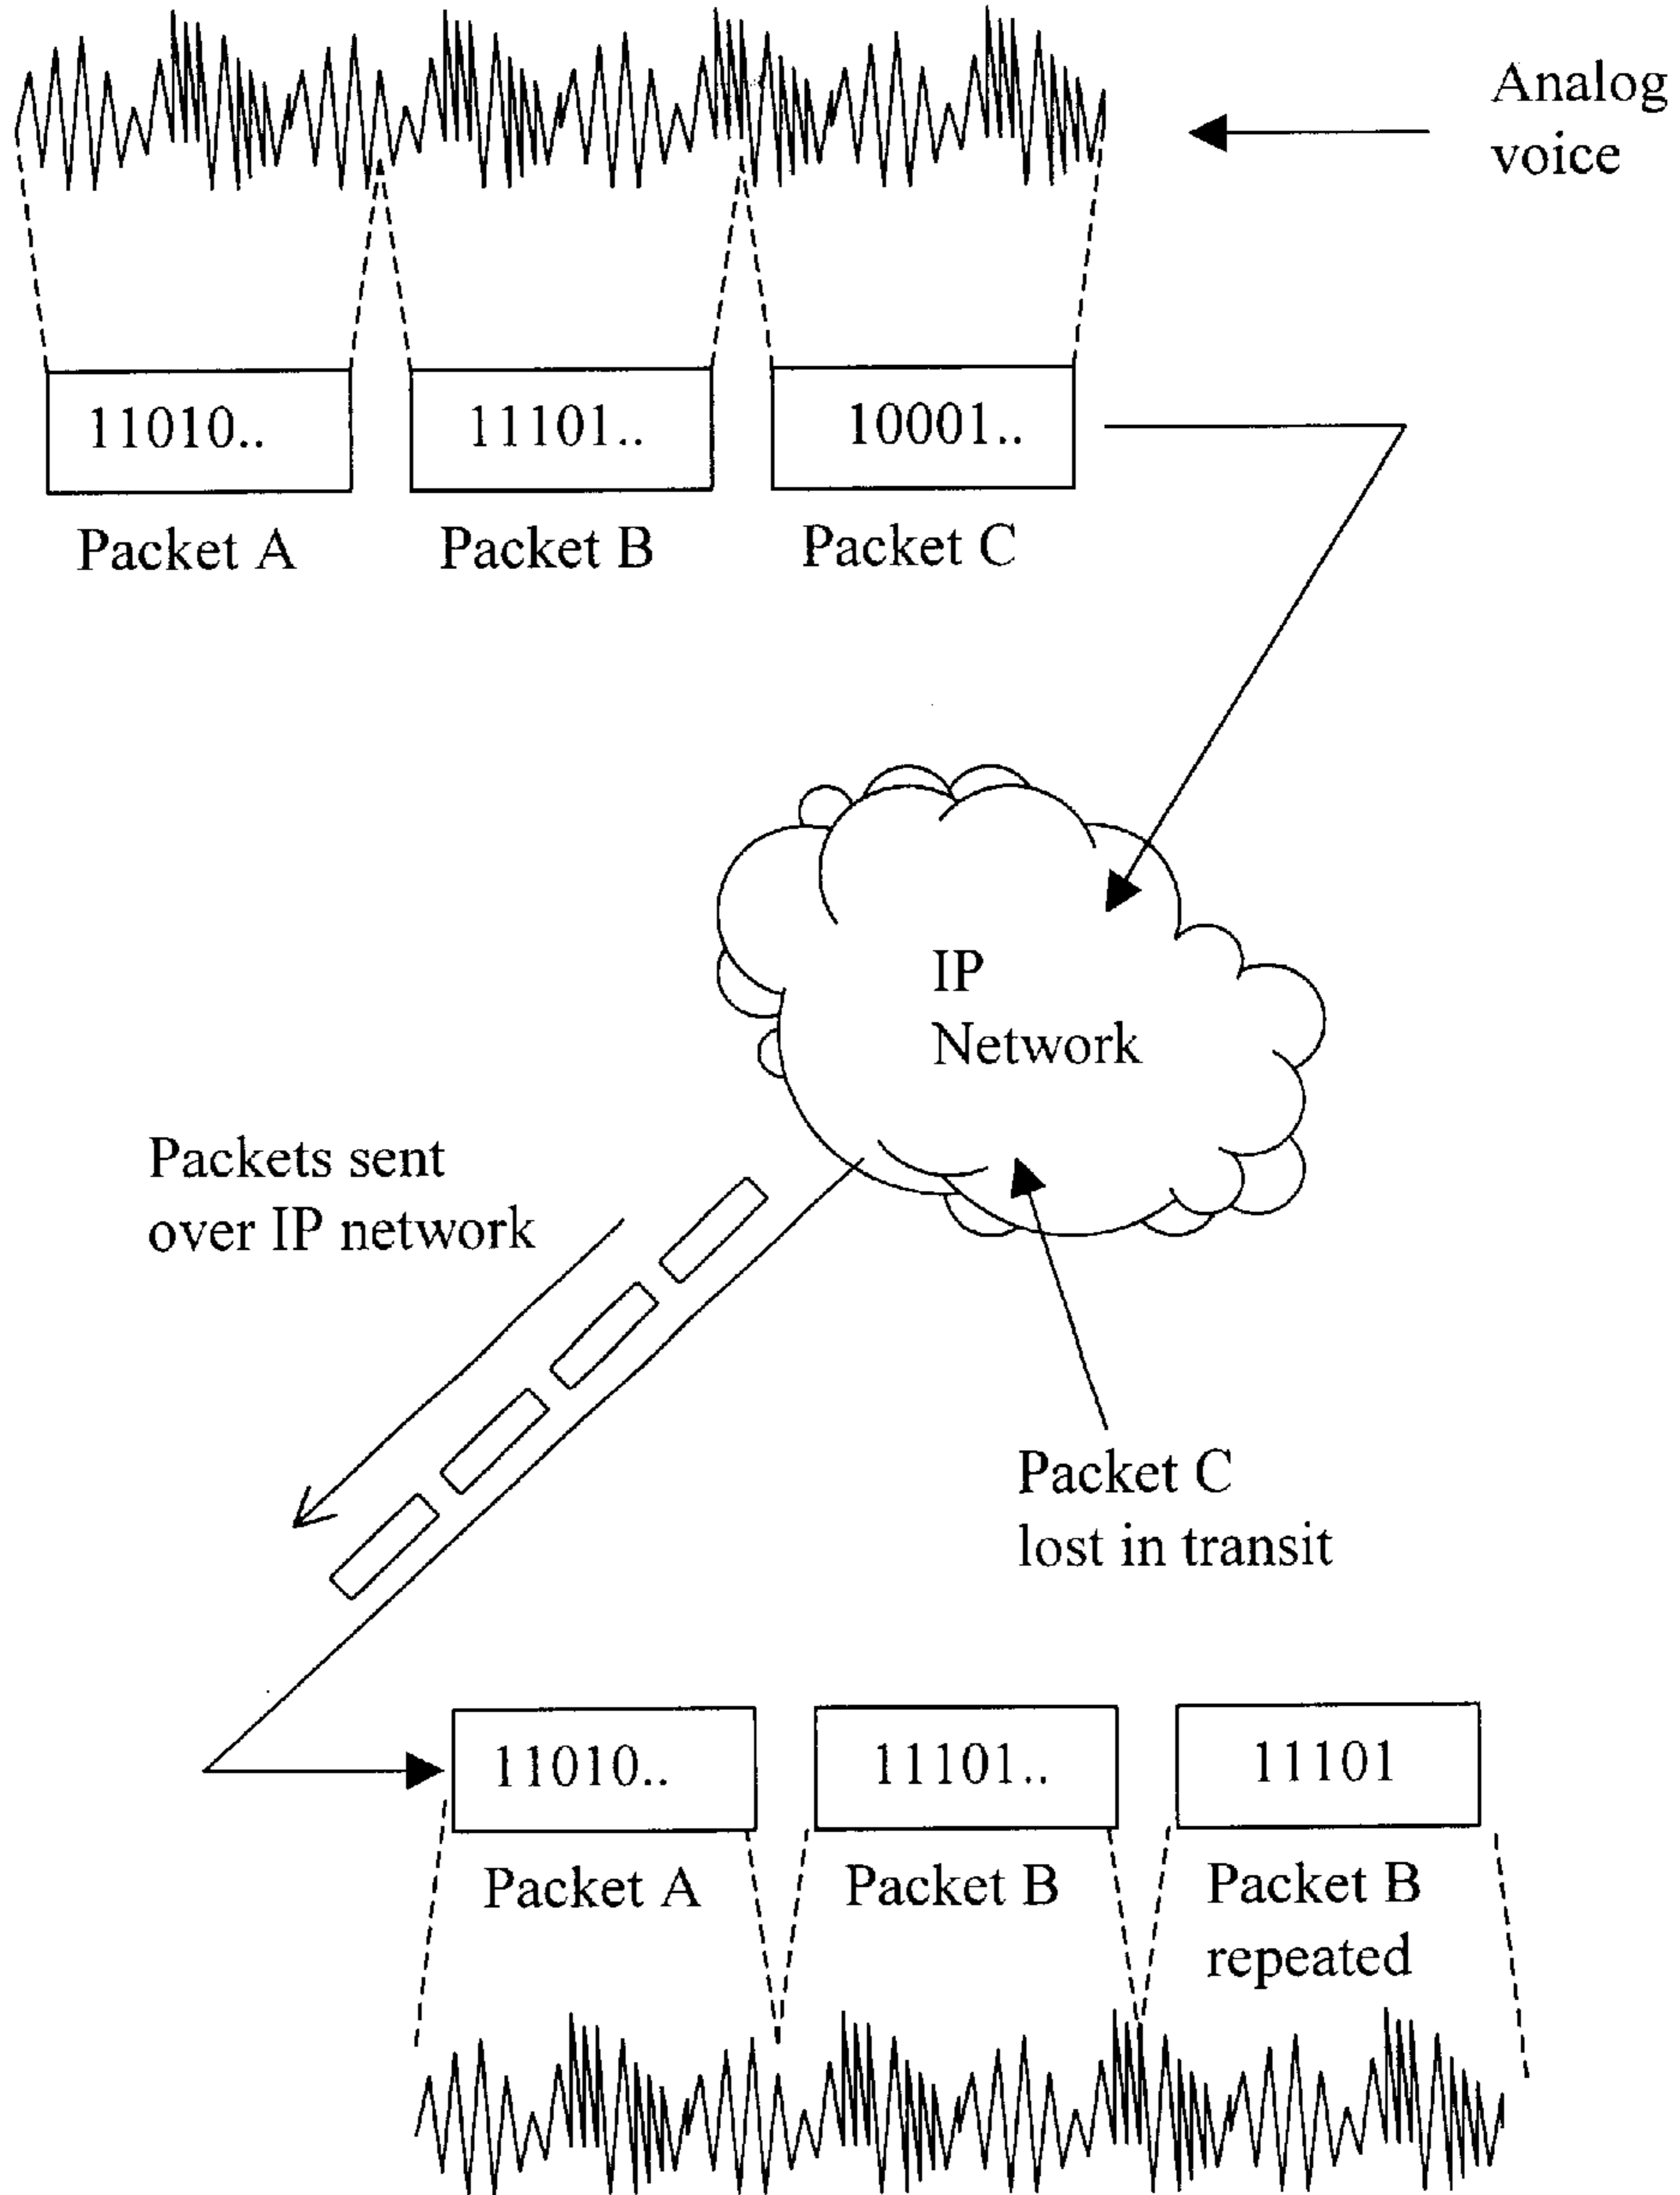 Analog
voice
11010..
11101..
10001..
Packet A
Packet B
Packet C
IP
Network
Packets sent
over IP network
Packet C
lost in transit
11010..
11101..
11101
Packet A
Packet B
Packet B
repeated